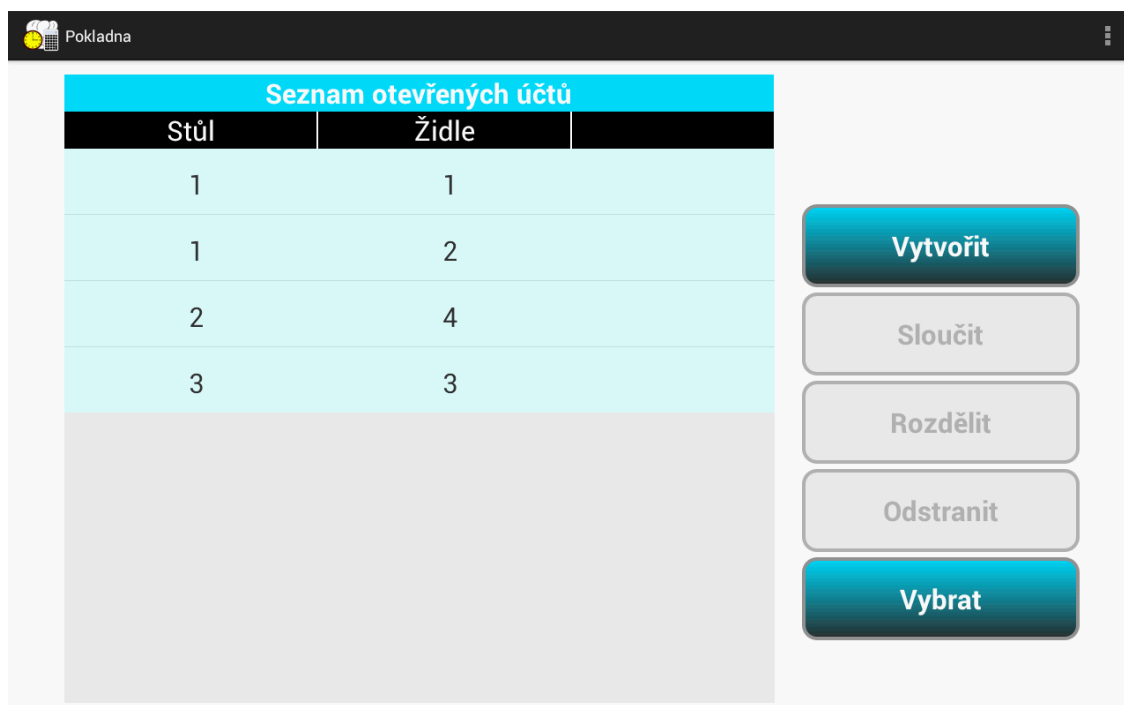 Pokladna
Seznam otevřených účtů
Stůl Židle
1 1
1 2
2 4
3 3
Vytvořit
Sloučit
Rozdělit
Odstranit
Vybrat